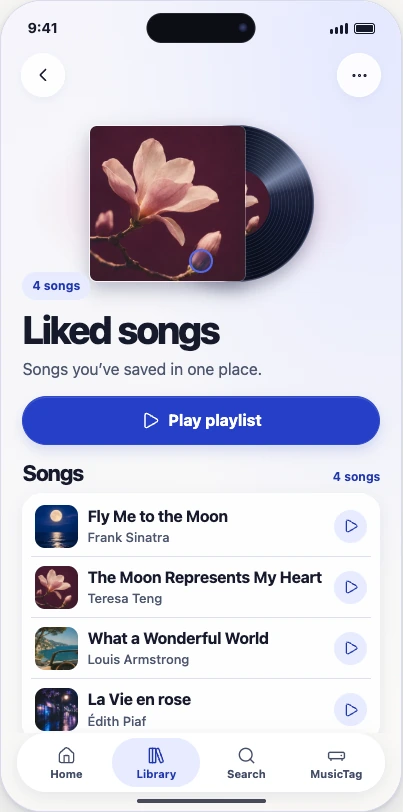 9:41
4 songs
Liked songs
Songs you’ve saved in one place.
Play playlist
Songs
4 songs
Fly Me to the Moon
Frank Sinatra
The Moon Represents My Heart
Teresa Teng
What a Wonderful World
Louis Armstrong
La Vie en rose
Édith Piaf
Home
Library
Search
MusicTag